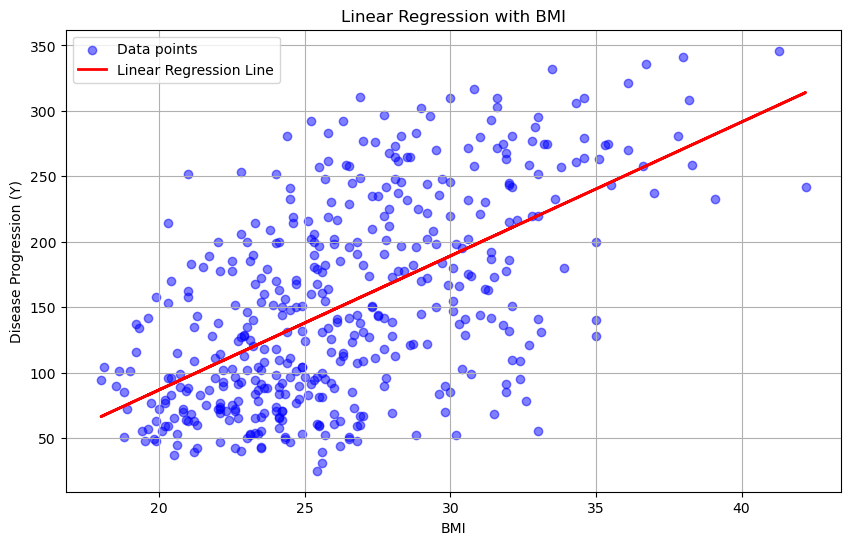 Linear Regression with BMI
Data points
Linear Regression Line
Disease Progression (Y)
350
300
250
200
150
100
50
20
25
30
35
40
BMI